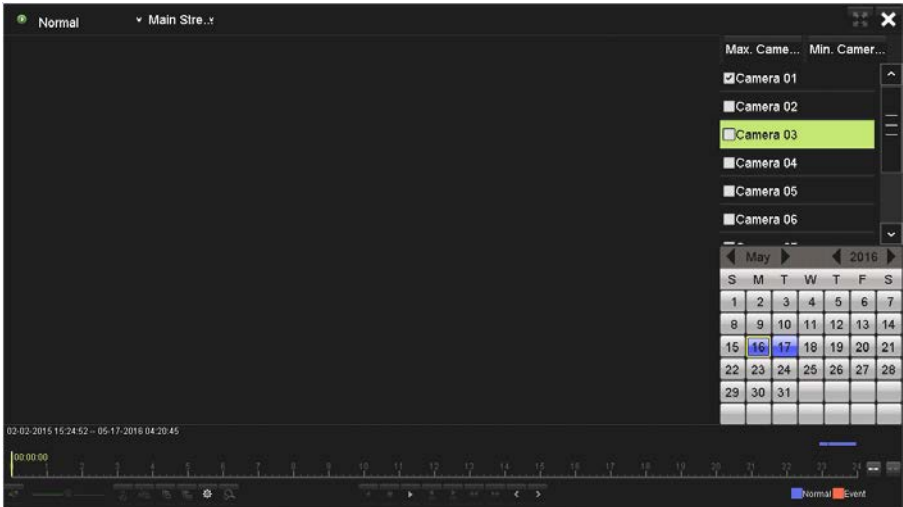 Normal
Main Stre..
Max. Came... Min. Camer...
Camera 01
Camera 02
Camera 03
Camera 04
Camera 05
Camera 06
May 2016
S M T W T F S
1 2 3 4 5 6 7
8 9 10 11 12 13 14
15 16 17 18 19 20 21
22 23 24 25 26 27 28
29 30 31
02-02-2015 15:24:52 -- 05-17-2016 04:20:45
00:00:00
1 2 3 4 5 6 7 8 9 10 11 12 13 14 15 16 17 18 19 20 21 22 23 24
Normal Event